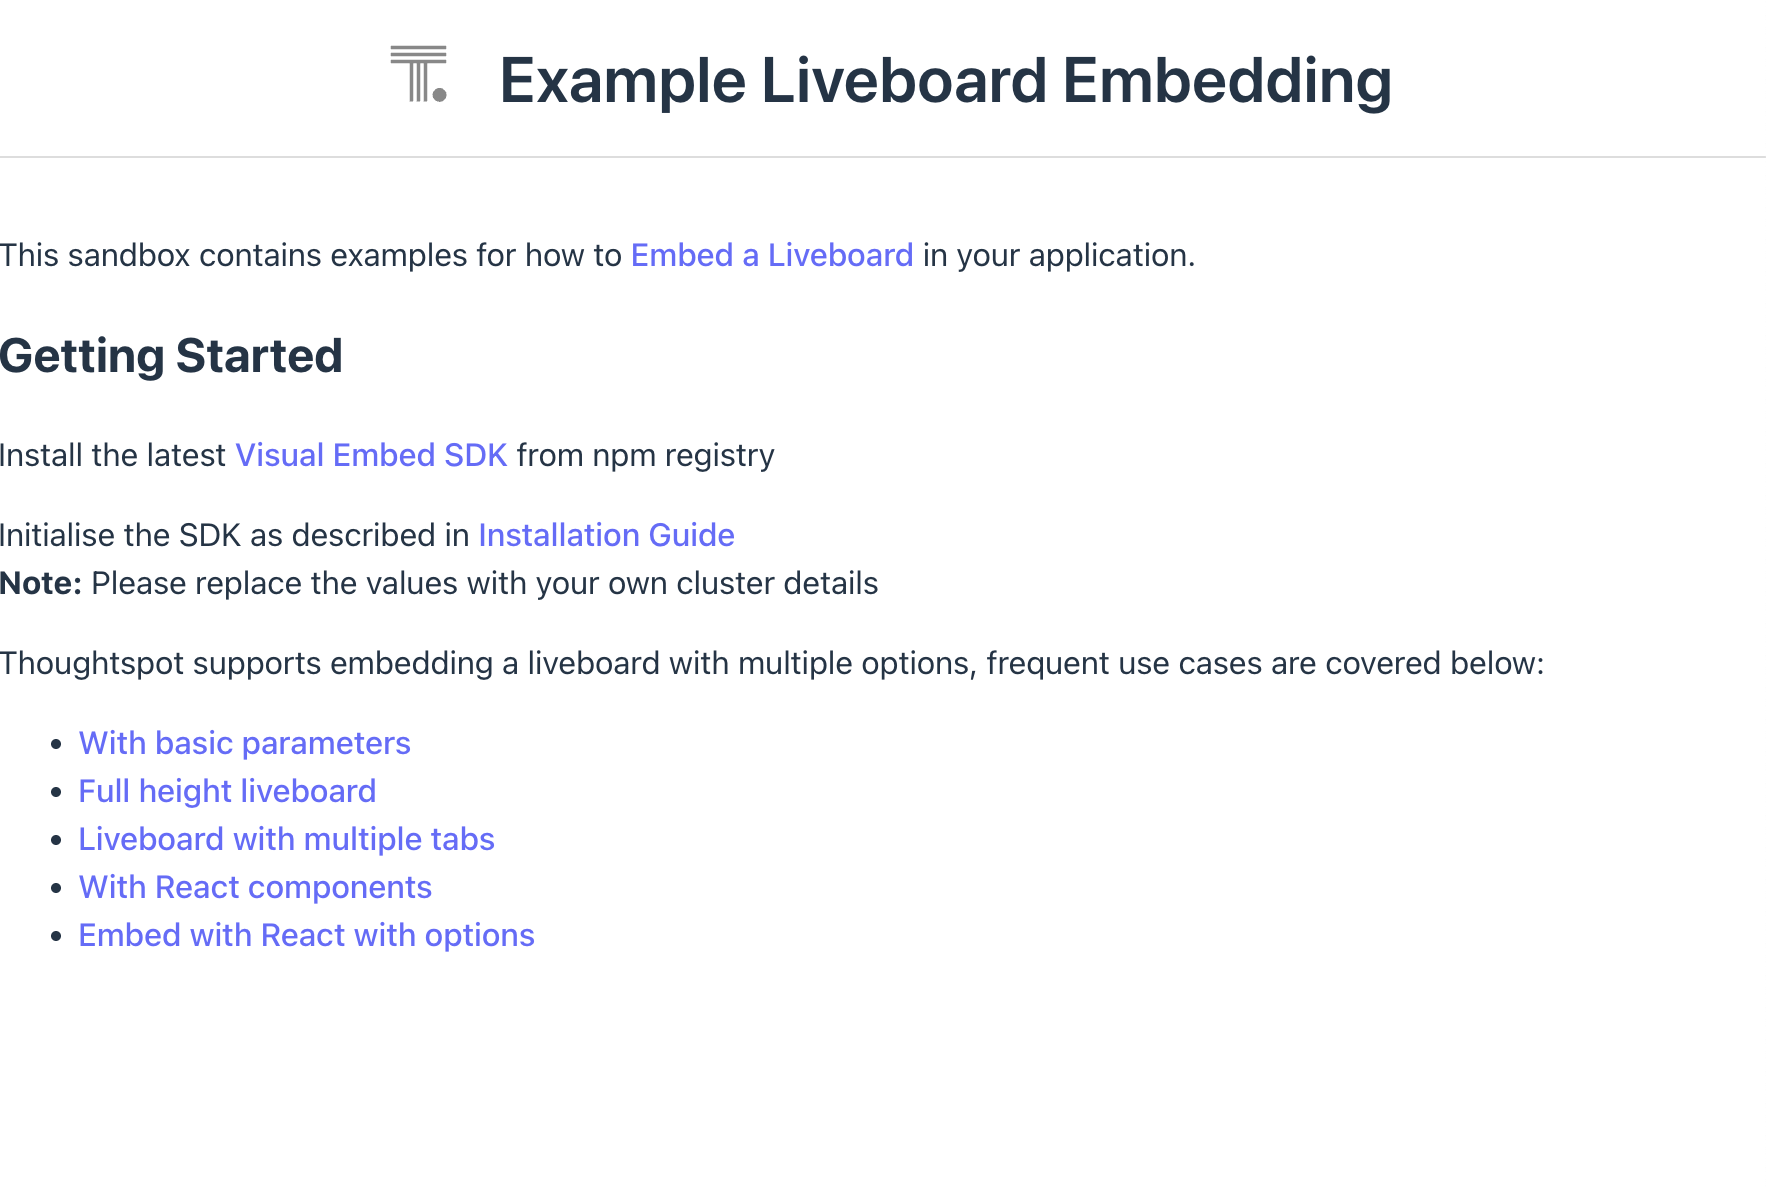 Example Liveboard Embedding
This sandbox contains examples for how to Embed a Liveboard in your application.
Getting Started
Install the latest Visual Embed SDK from npm registry
Initialise the SDK as described in Installation Guide
Note: Please replace the values with your own cluster details
Thoughtspot supports embedding a liveboard with multiple options, frequent use cases are covered below:
• With basic parameters
• Full height liveboard
• Liveboard with multiple tabs
• With React components
• Embed with React with options